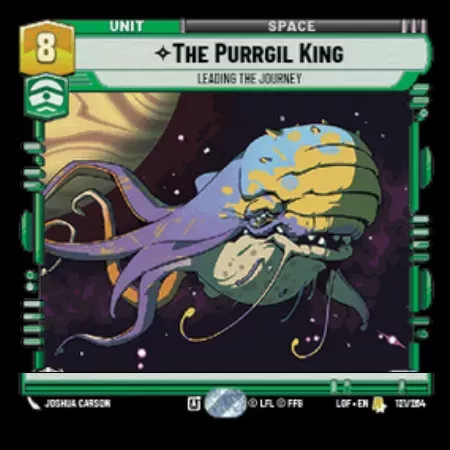 UNIT SPACE
8
The Purrgil King
LEADING THE JOURNEY
JOSHUA CARSON A © LFL © FFG LOF • EN 121/264